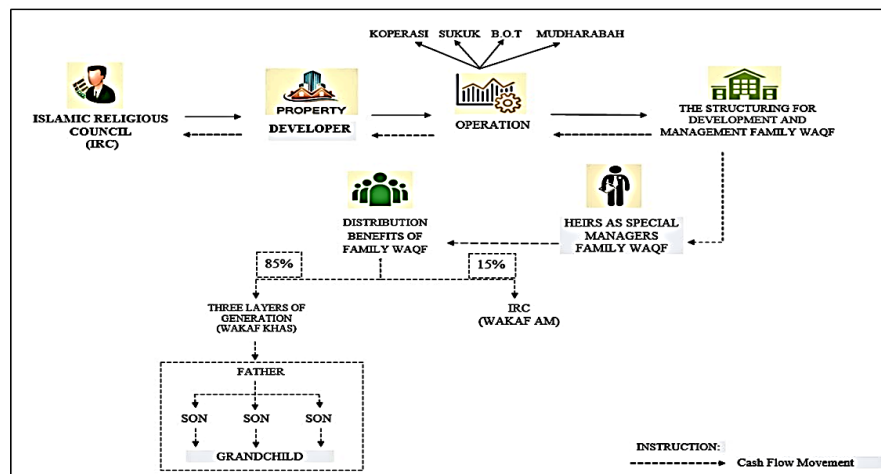 KOPERASI SUKUK B.O.T MUDHARABAH
ISLAMIC RELIGIOUS
COUNCIL
(IRC)
PROPERTY
DEVELOPER
OPERATION
THE STRUCTURING FOR
DEVELOPMENT AND
MANAGEMENT FAMILY WAQF
DISTRIBUTION
BENEFITS OF
FAMILY WAQF
HEIRS AS SPECIAL
MANAGERS
FAMILY WAQF
85%
15%
THREE LAYERS OF
GENERATION
(WAKAF KHAS)
IRC
(WAKAF AM)
FATHER
SON SON SON
GRANDCHILD
INSTRUCTION:
Cash Flow Movement